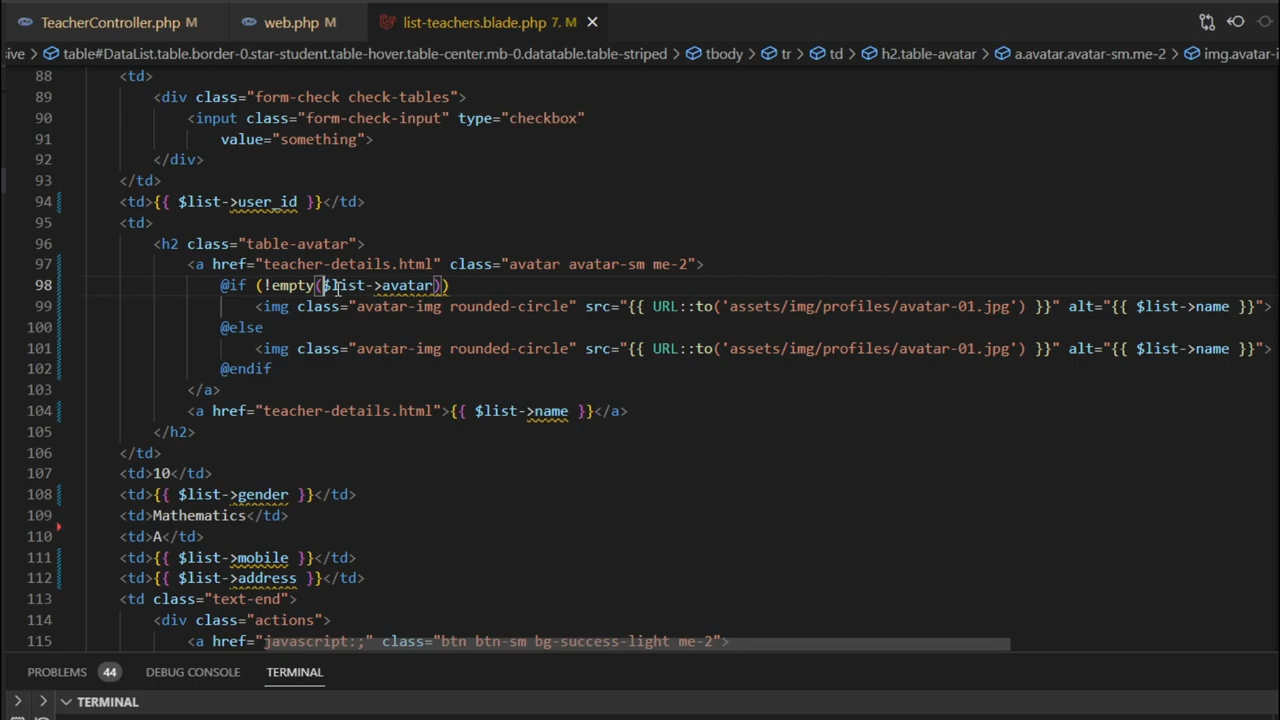 TeacherController.php M web.php M list-teachers.blade.php 7, M
sive > table#DataList.table.border-0.star-student.table-hover.table-center.mb-0.datatable.table-striped > tbody > tr > td > h2.table-avatar > a.avatar.avatar-sm.me-2 > img.avatar-i
88 <td>
89 <div class="form-check check-tables">
90 <input class="form-check-input" type="checkbox"
91 value="something">
92 </div>
93 </td>
94 <td>{{ $list->user_id }}</td>
95 <td>
96 <h2 class="table-avatar">
97 <a href="teacher-details.html" class="avatar avatar-sm me-2">
98 @if (!empty($list->avatar))
99 <img class="avatar-img rounded-circle" src="{{ URL::to('assets/img/profiles/avatar-01.jpg') }}" alt="{{ $list->name }}">
100 @else
101 <img class="avatar-img rounded-circle" src="{{ URL::to('assets/img/profiles/avatar-01.jpg') }}" alt="{{ $list->name }}">
102 @endif
103 </a>
104 <a href="teacher-details.html">{{ $list->name }}</a>
105 </h2>
106 </td>
107 <td>10</td>
108 <td>{{ $list->gender }}</td>
109 <td>Mathematics</td>
110 <td>A</td>
111 <td>{{ $list->mobile }}</td>
112 <td>{{ $list->address }}</td>
113 <td class="text-end">
114 <div class="actions">
115 <a href="javascript:;" class="btn btn-sm bg-success-light me-2">
PROBLEMS 44 DEBUG CONSOLE TERMINAL
TERMINAL